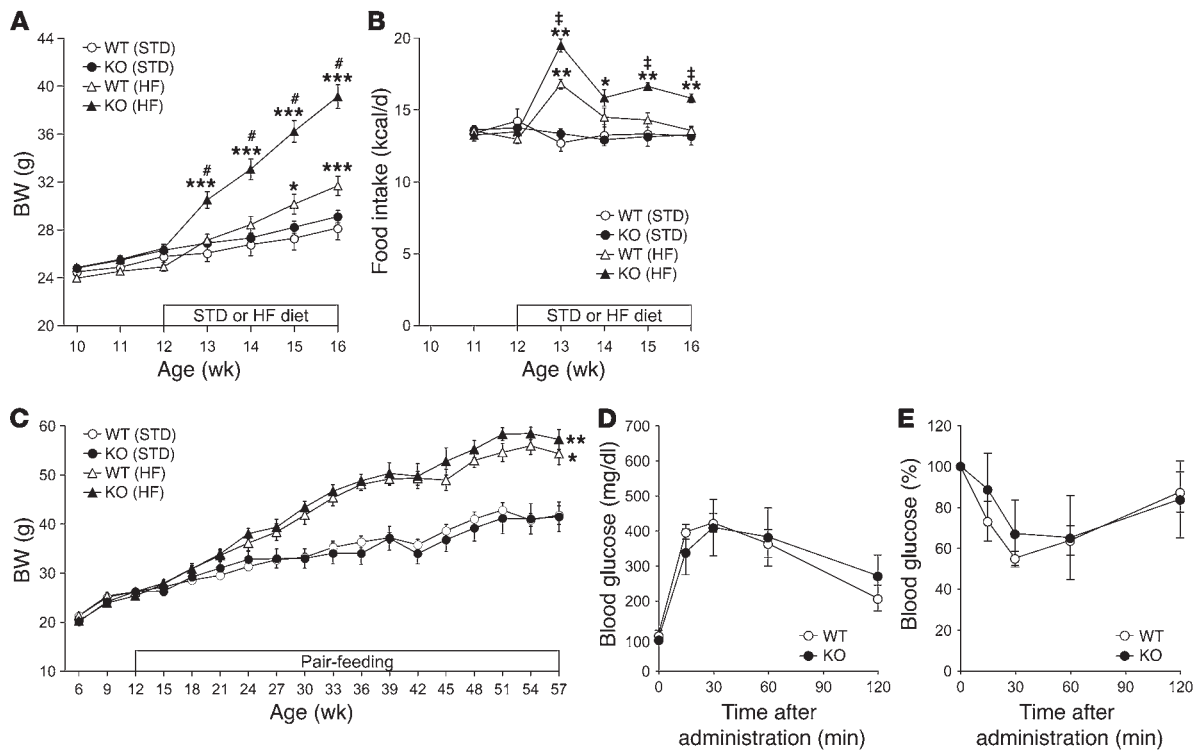 A
44
40
36
32
28
24
20
BW (g)
WT (STD)
KO (STD)
WT (HF)
KO (HF)
#
***
#
***
#
***
#
***
*
***
STD or HF diet
10 11 12 13 14 15 16
Age (wk)
B
20
15
10
5
0
Food intake (kcal/d)
‡
**
**
*
‡
**
‡
**
WT (STD)
KO (STD)
WT (HF)
KO (HF)
STD or HF diet
10 11 12 13 14 15 16
Age (wk)
C
60
50
40
30
20
10
BW (g)
WT (STD)
KO (STD)
WT (HF)
KO (HF)
**
*
Pair-feeding
6 9 12 15 18 21 24 27 30 33 36 39 42 45 48 51 54 57
Age (wk)
D
700
600
500
400
300
200
100
0
Blood glucose (mg/dl)
WT
KO
0 30 60 90 120
Time after
administration (min)
E
120
100
80
60
40
20
0
Blood glucose (%)
WT
KO
0 30 60 90 120
Time after
administration (min)